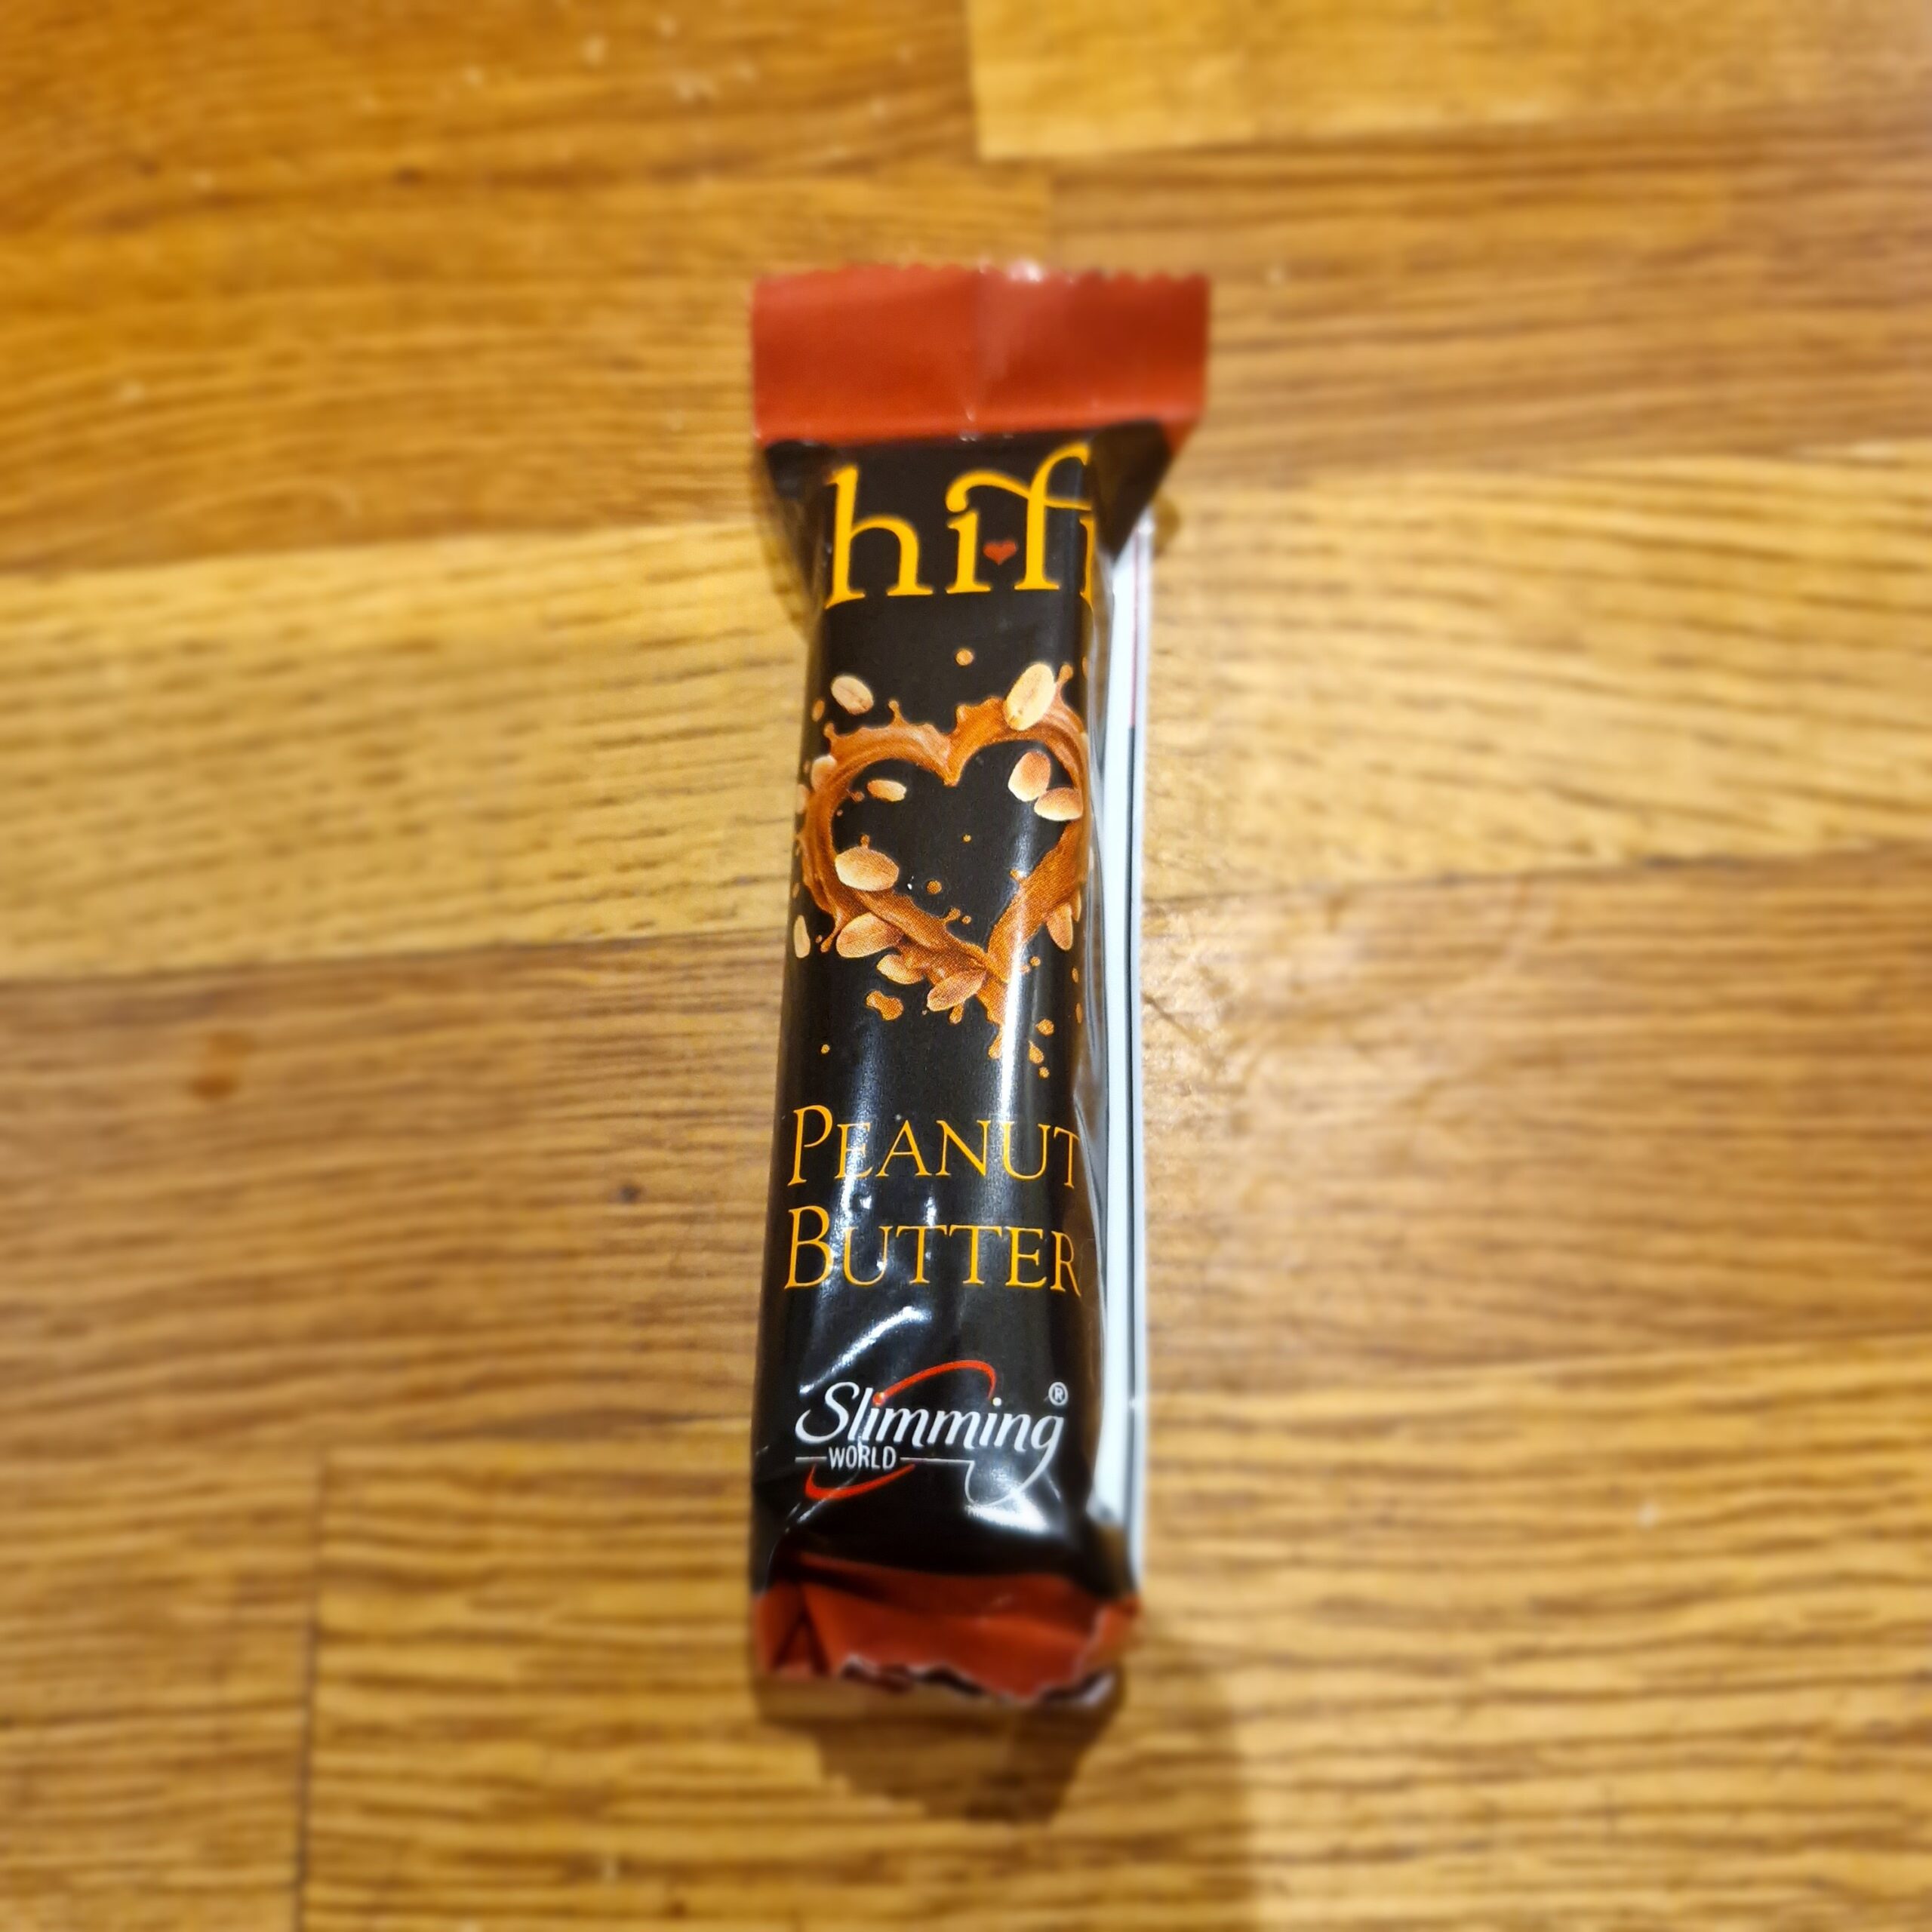 hifi
PEANUT
BUTTER
Slimming ®
WORLD